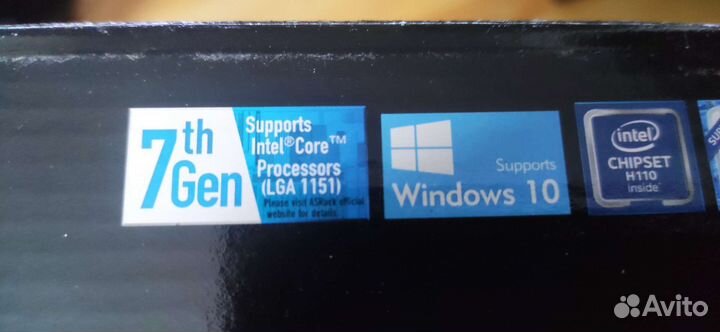 7th Gen
Supports
Intel®Core™
Processors
(LGA 1151)
Please visit ASRock official
website for details.
Supports
Windows 10
intel
CHIPSET
H110
inside™
Avito